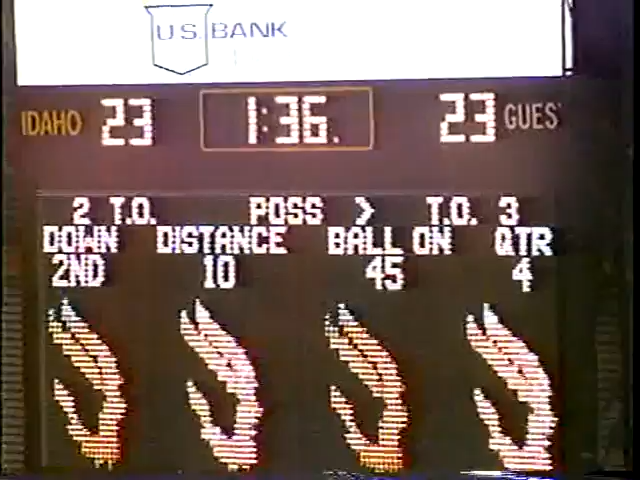 U.S. BANK
IDAHO 23 1:36. 23 GUES
2 T.O. POSS > T.O. 3
DOWN DISTANCE BALL ON QTR
2ND 10 45 4